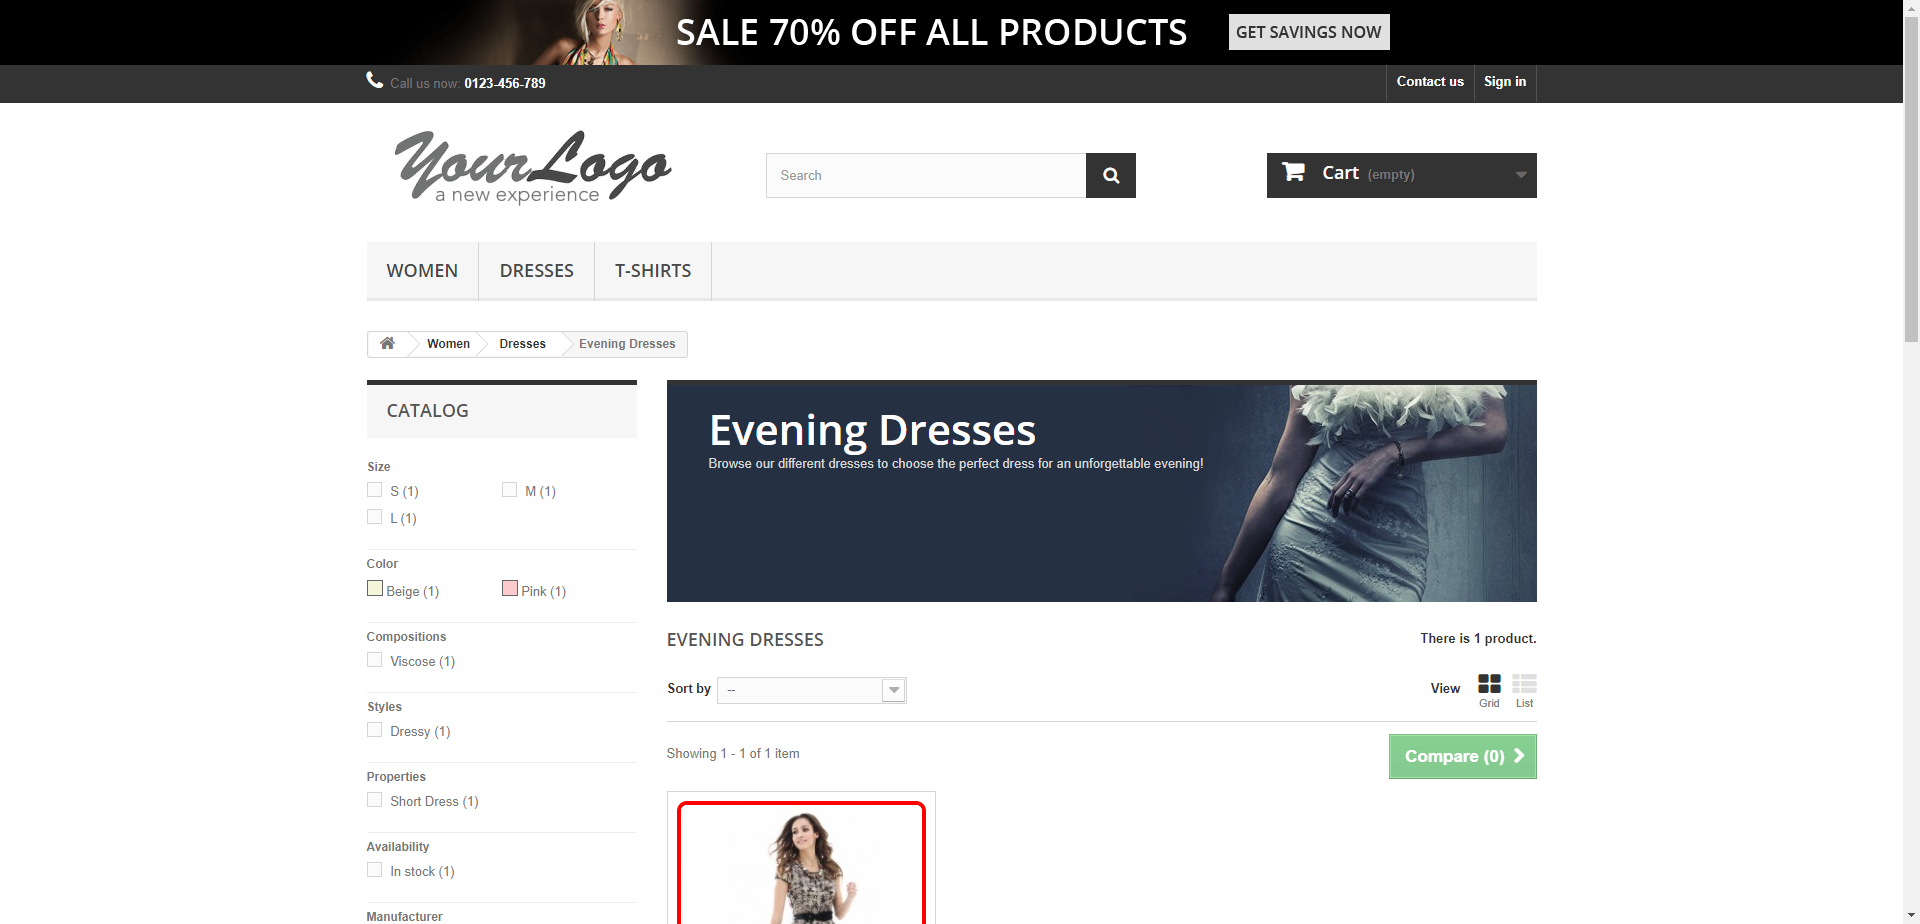 SALE 70% OFF ALL PRODUCTS GET SAVINGS NOW
Call us now: 0123-456-789 Contact us Sign in
YourLogo
a new experience
Search
Cart (empty)
WOMEN DRESSES T-SHIRTS
Women Dresses Evening Dresses
CATALOG
Size
S (1) M (1)
L (1)
Color
Beige (1) Pink (1)
Compositions
Viscose (1)
Styles
Dressy (1)
Properties
Short Dress (1)
Availability
In stock (1)
Manufacturer
Evening Dresses
Browse our different dresses to choose the perfect dress for an unforgettable evening!
EVENING DRESSES There is 1 product.
Sort by -- View Grid List
Showing 1 - 1 of 1 item Compare (0)